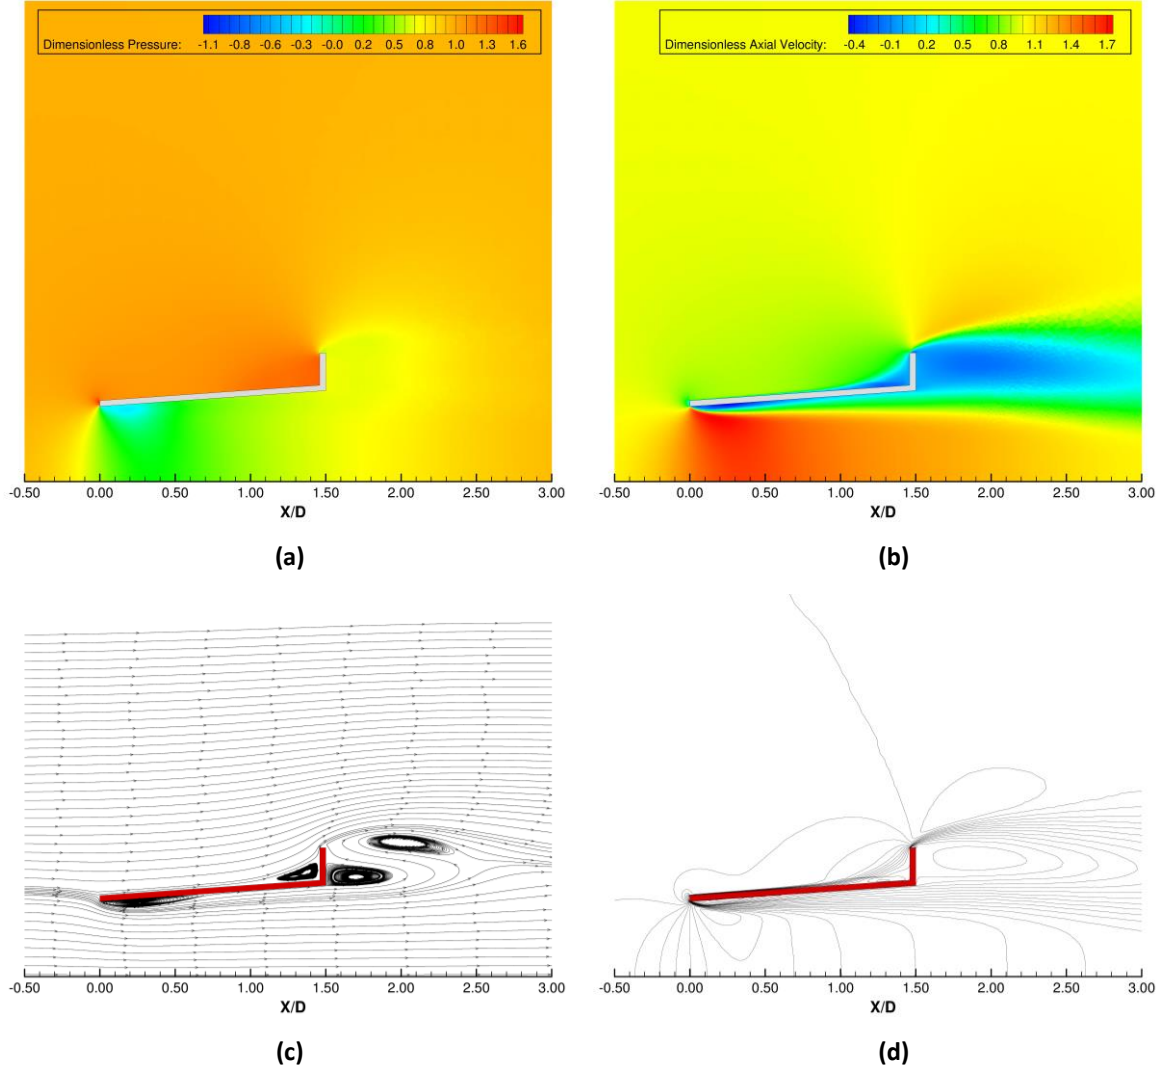 Dimensionless Pressure: -1.1 -0.8 -0.6 -0.3 -0.0 0.2 0.5 0.8 1.0 1.3 1.6
-0.50 0.00 0.50 1.00 1.50 2.00 2.50 3.00
X/D
(a)
Dimensionless Axial Velocity: -0.4 -0.1 0.2 0.5 0.8 1.1 1.4 1.7
-0.50 0.00 0.50 1.00 1.50 2.00 2.50 3.00
X/D
(b)
-0.50 0.00 0.50 1.00 1.50 2.00 2.50 3.00
X/D
(c)
-0.50 0.00 0.50 1.00 1.50 2.00 2.50 3.00
X/D
(d)